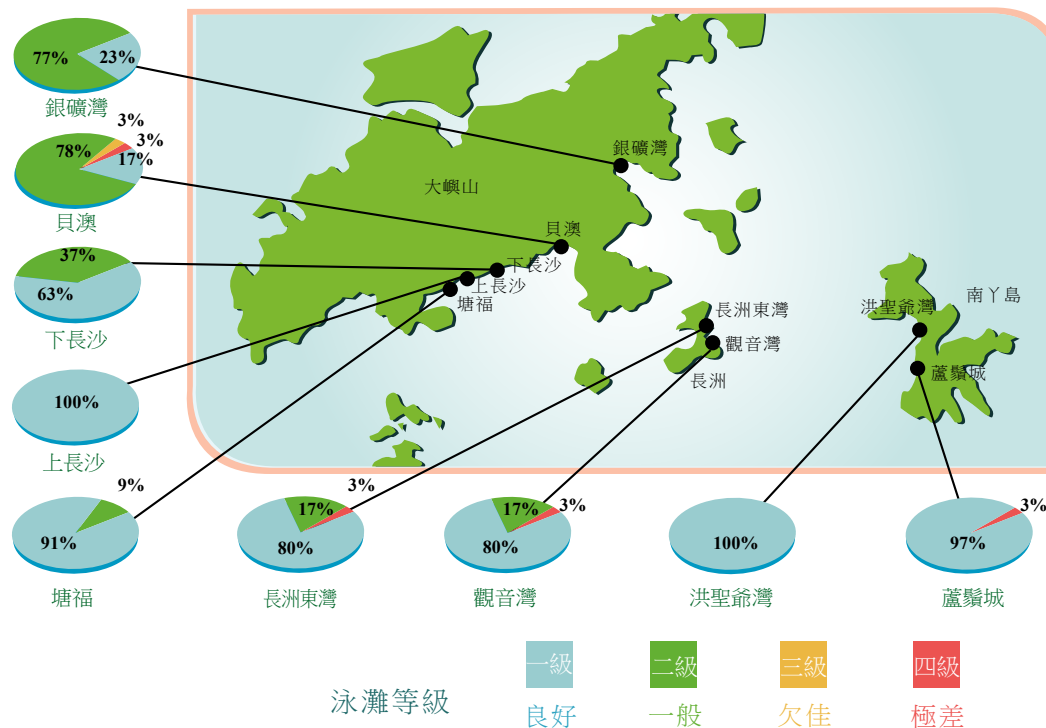 77%
23%
銀礦灣
3%
3%
78%
17%
貝澳
37%
63%
下長沙
100%
上長沙
9%
91%
塘福
銀礦灣
大嶼山
貝澳
下長沙
上長沙
塘福
長洲東灣
觀音灣
長洲
南丫島
洪聖爺灣
蘆鬚城
3%
17%
80%
長洲東灣
3%
17%
80%
觀音灣
100%
洪聖爺灣
3%
97%
蘆鬚城
泳灘等級
一級 二級 三級 四級
良好 一般 欠佳 極差